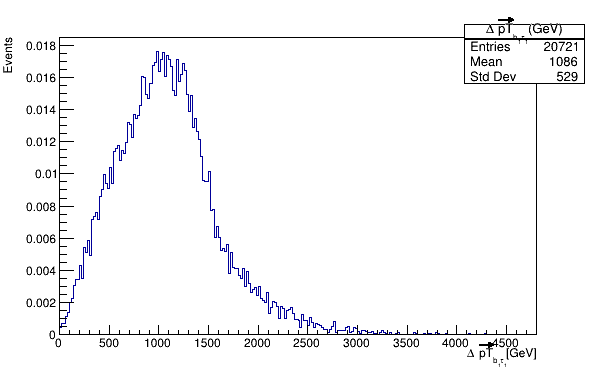 Δ pT b₁τ₁ (GeV)
Entries 20721
Mean 1086
Std Dev 529
Events
0.018
0.016
0.014
0.012
0.01
0.008
0.006
0.004
0.002
0
0 500 1000 1500 2000 2500 3000 3500 4000 4500
Δ pT b₁τ₁ [GeV]